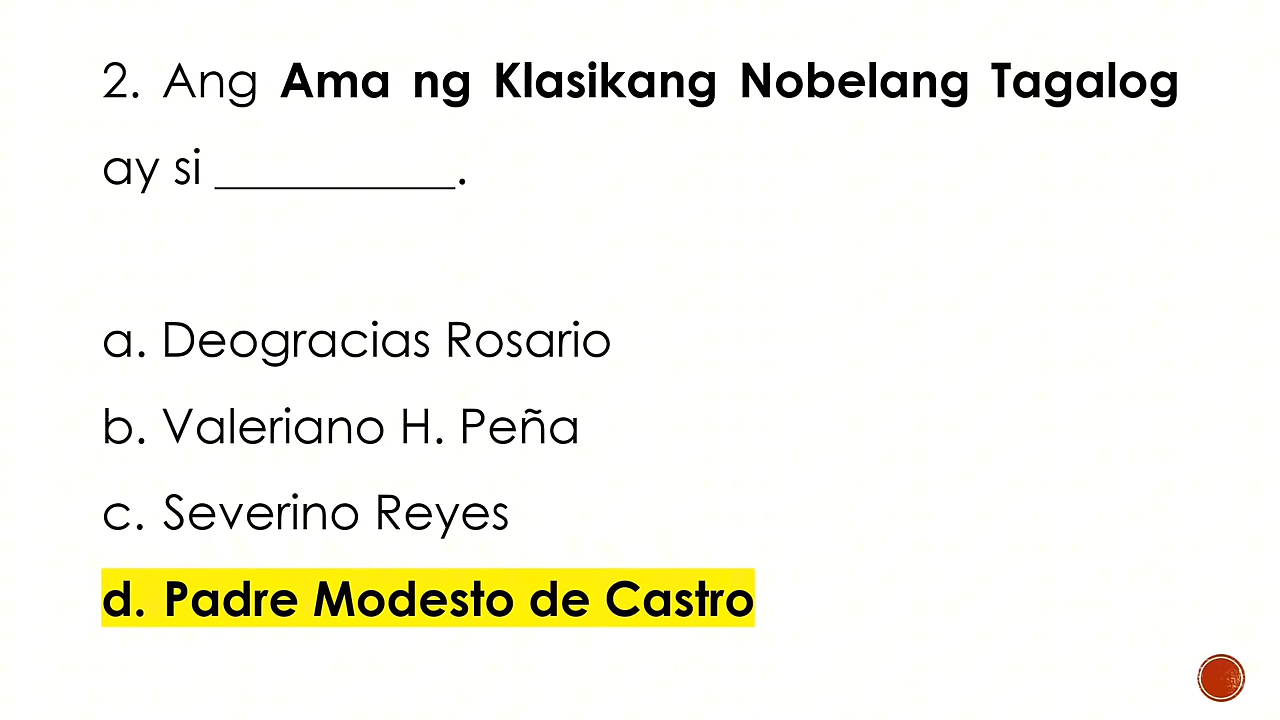 2. Ang Ama ng Klasikang Nobelang Tagalog
ay si __________.
a. Deogracias Rosario
b. Valeriano H. Peña
c. Severino Reyes
d. Padre Modesto de Castro